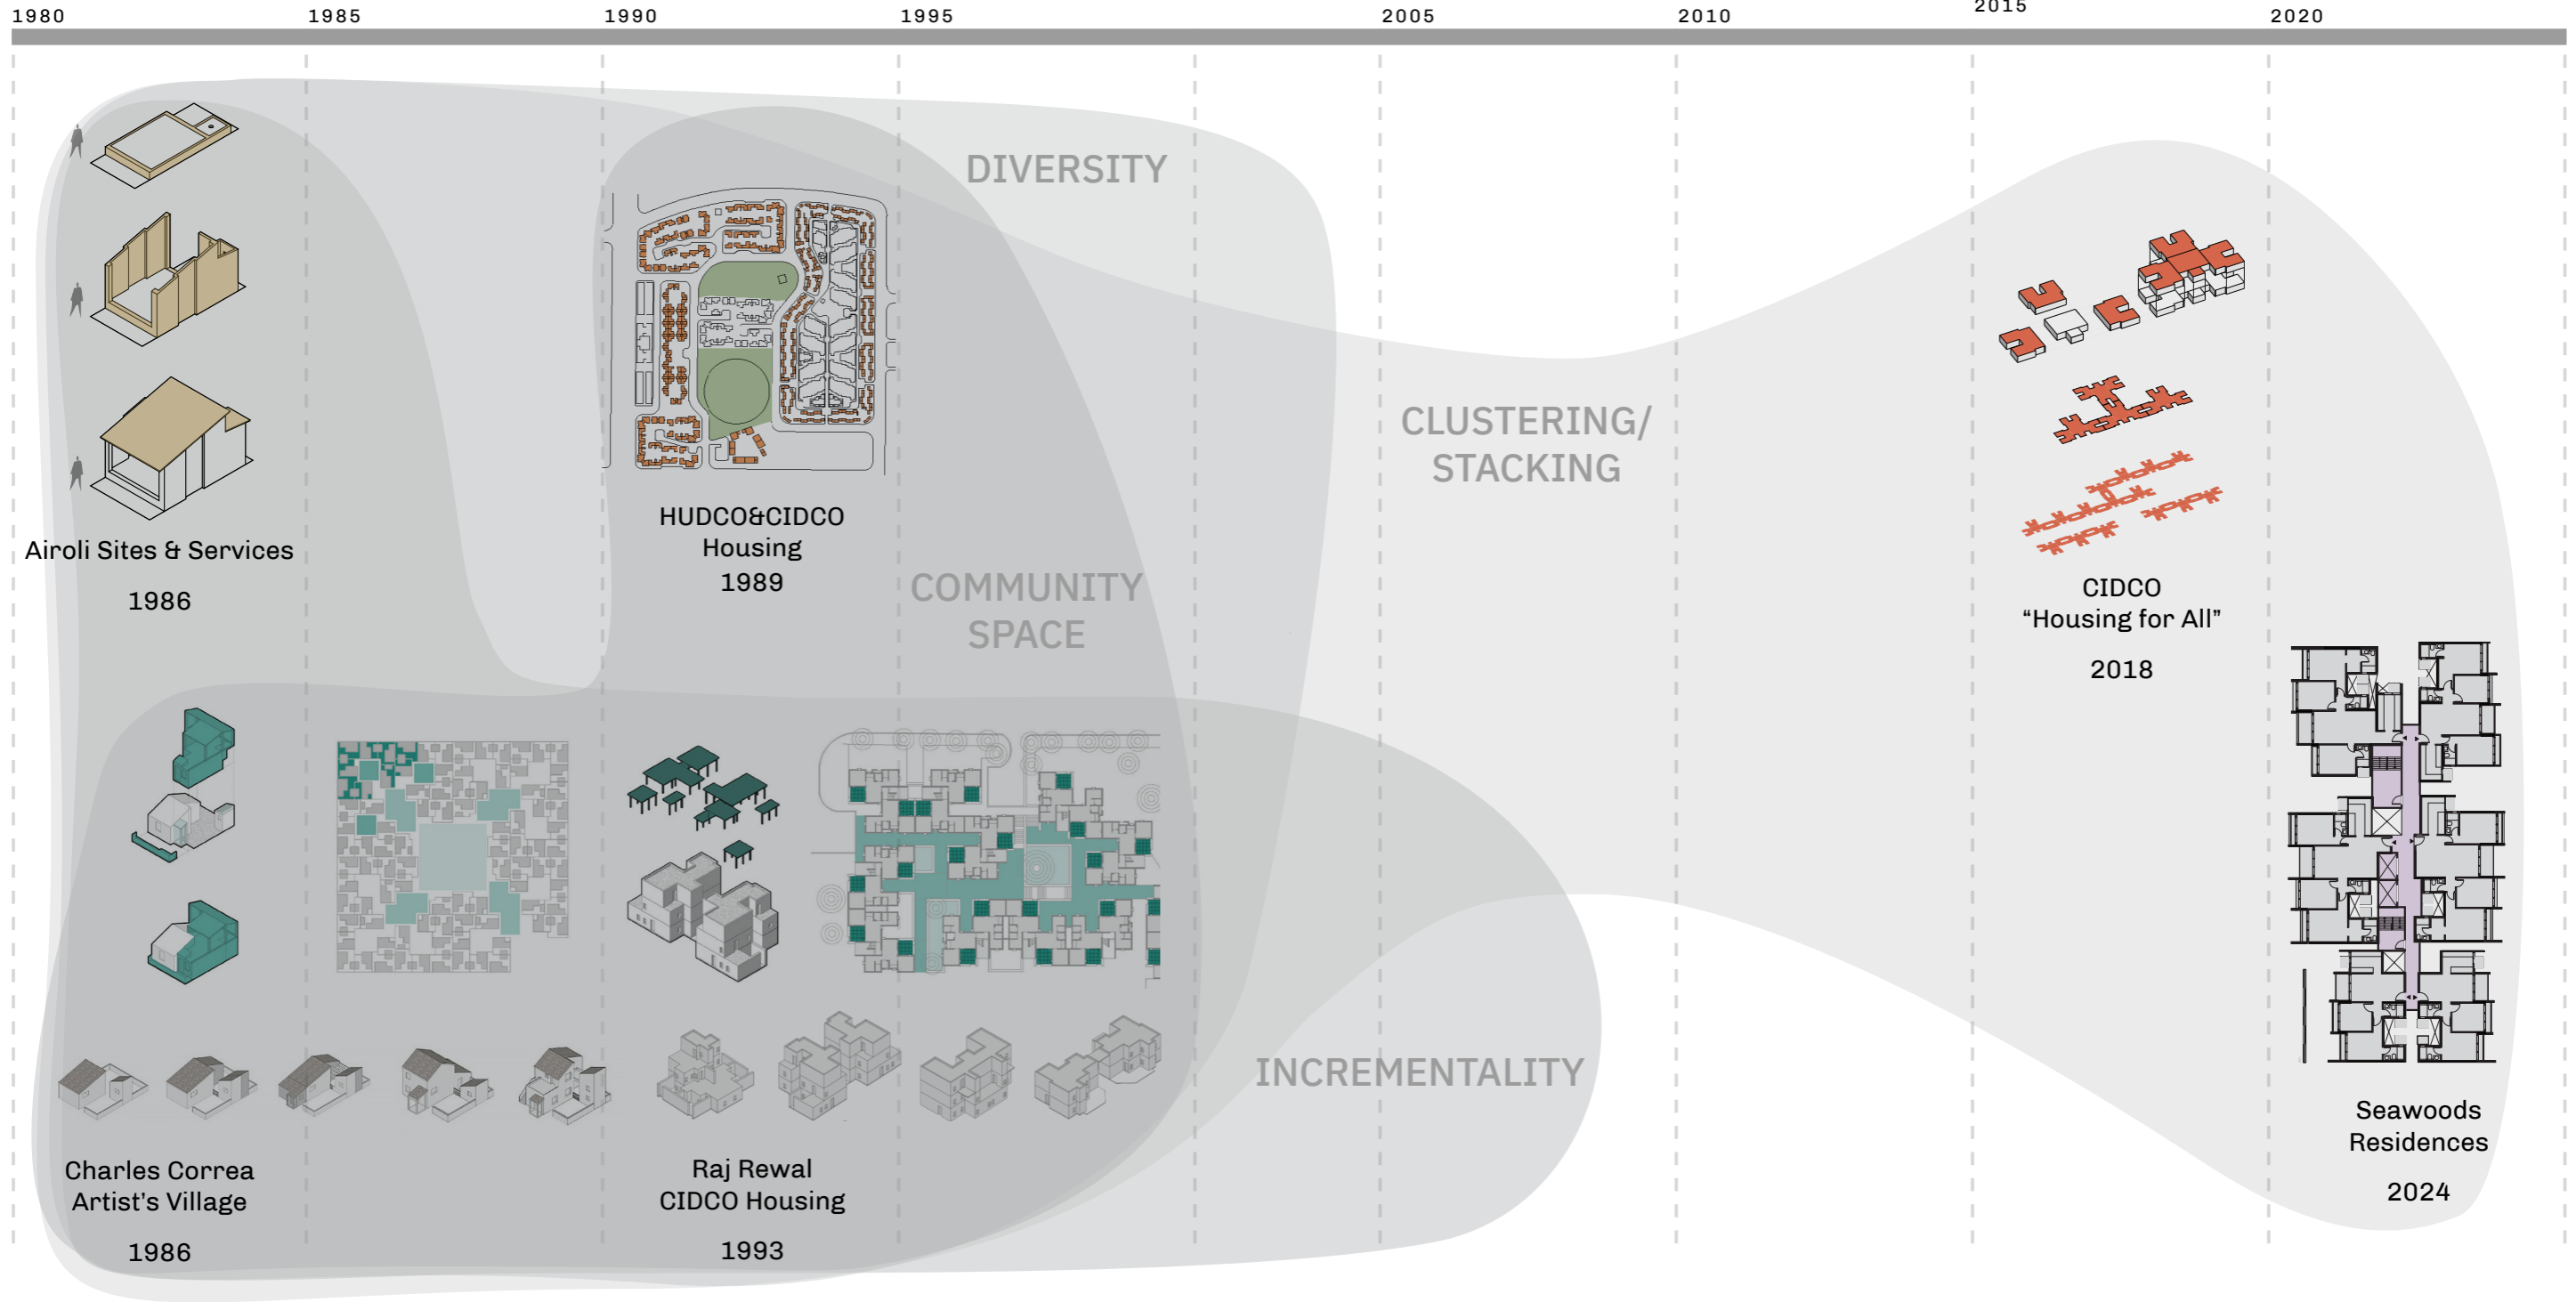 1980
1985
1990
1995
2005
2010
2015
2020
DIVERSITY
CLUSTERING/
STACKING
HUDCO&CIDCO
Housing
1989
Airoli Sites & Services
1986
COMMUNITY
SPACE
CIDCO
“Housing for All”
2018
INCREMENTALITY
Seawoods
Residences
2024
Charles Correa
Artist’s Village
1986
Raj Rewal
CIDCO Housing
1993